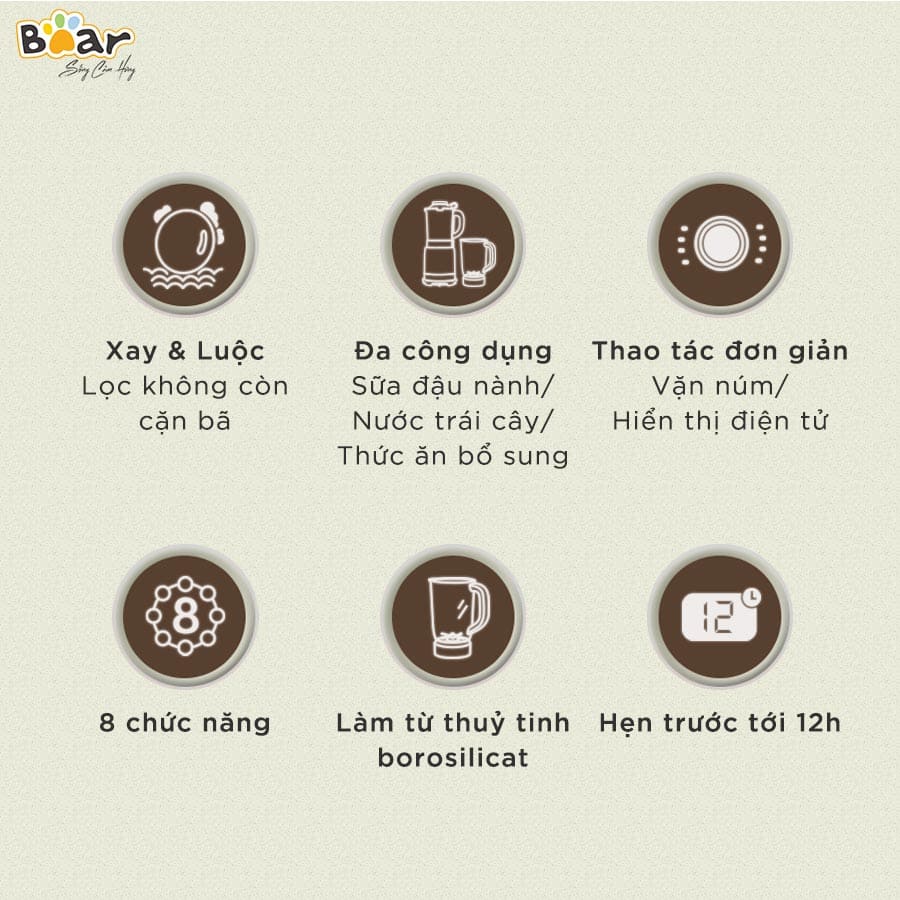 Bear
Sống Cảm Hứng
Xay & Luộc
Lọc không còn
cặn bã
Đa công dụng
Sữa đậu nành/
Nước trái cây/
Thức ăn bổ sung
Thao tác đơn giản
Vặn núm/
Hiển thị điện tử
8
8 chức năng
Làm từ thuỷ tinh
borosilicat
12
Hẹn trước tới 12h